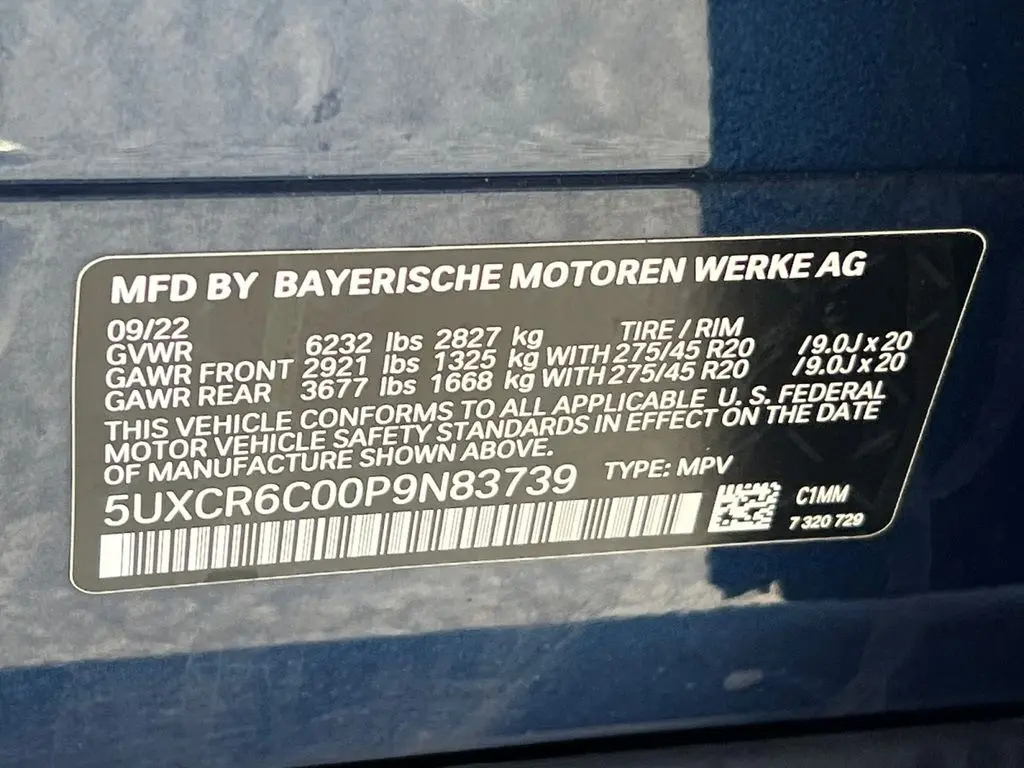 MFD BY BAYERISCHE MOTOREN WERKE AG
09/22 TIRE / RIM
GVWR 6232 lbs 2827 kg
GAWR FRONT 2921 lbs 1325 kg WITH 275/45 R20 /9.0J x 20
GAWR REAR 3677 lbs 1668 kg WITH 275/45 R20 /9.0J x 20
THIS VEHICLE CONFORMS TO ALL APPLICABLE U. S. FEDERAL
MOTOR VEHICLE SAFETY STANDARDS IN EFFECT ON THE DATE
OF MANUFACTURE SHOWN ABOVE.
5UXCR6C00P9N83739 TYPE: MPV
C1MM
7 320 729